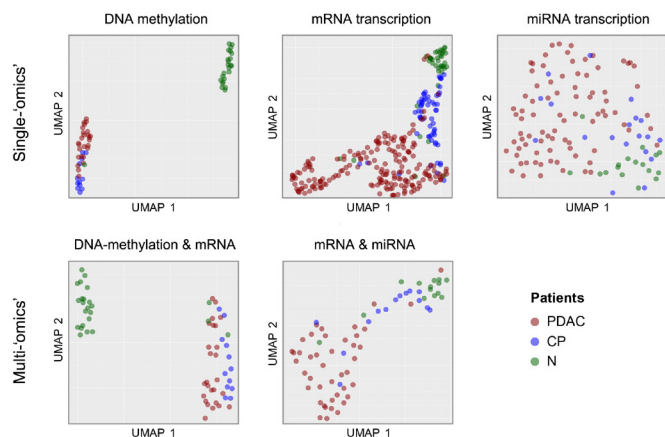 DNA methylation
mRNA transcription
miRNA transcription
Single-'omics'
UMAP 2
UMAP 2
UMAP 2
UMAP 1
UMAP 1
UMAP 1
DNA-methylation & mRNA
mRNA & miRNA
Multi-'omics'
UMAP 2
UMAP 2
UMAP 1
UMAP 1
Patients
PDAC
CP
N